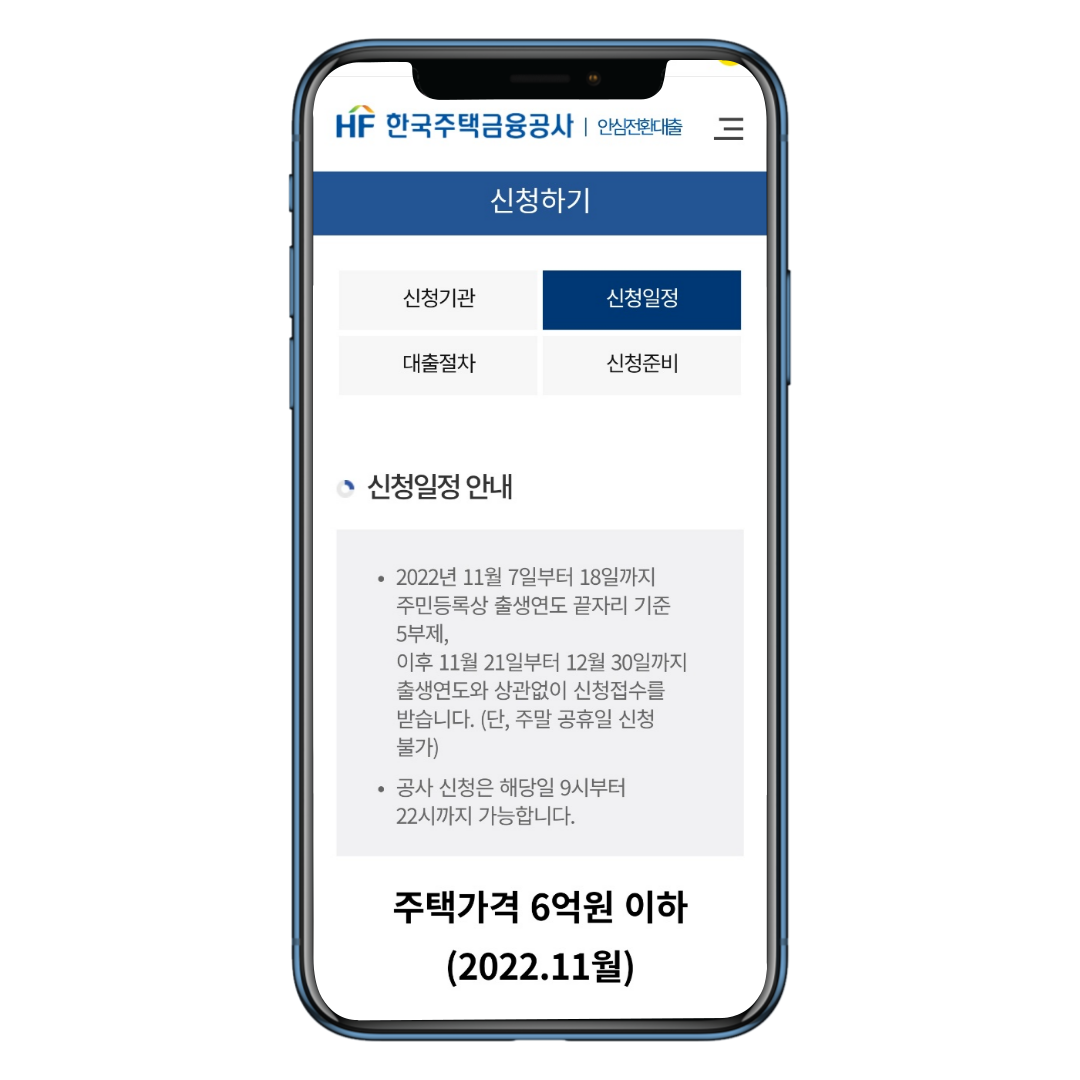 HF 한국주택금융공사 | 안심전환대출
신청하기
신청기관
신청일정
대출절차
신청준비
신청일정 안내
• 2022년 11월 7일부터 18일까지
주민등록상 출생연도 끝자리 기준
5부제,
이후 11월 21일부터 12월 30일까지
출생연도와 상관없이 신청접수를
받습니다. (단, 주말 공휴일 신청
불가)
• 공사 신청은 해당일 9시부터
22시까지 가능합니다.
주택가격 6억원 이하
(2022.11월)